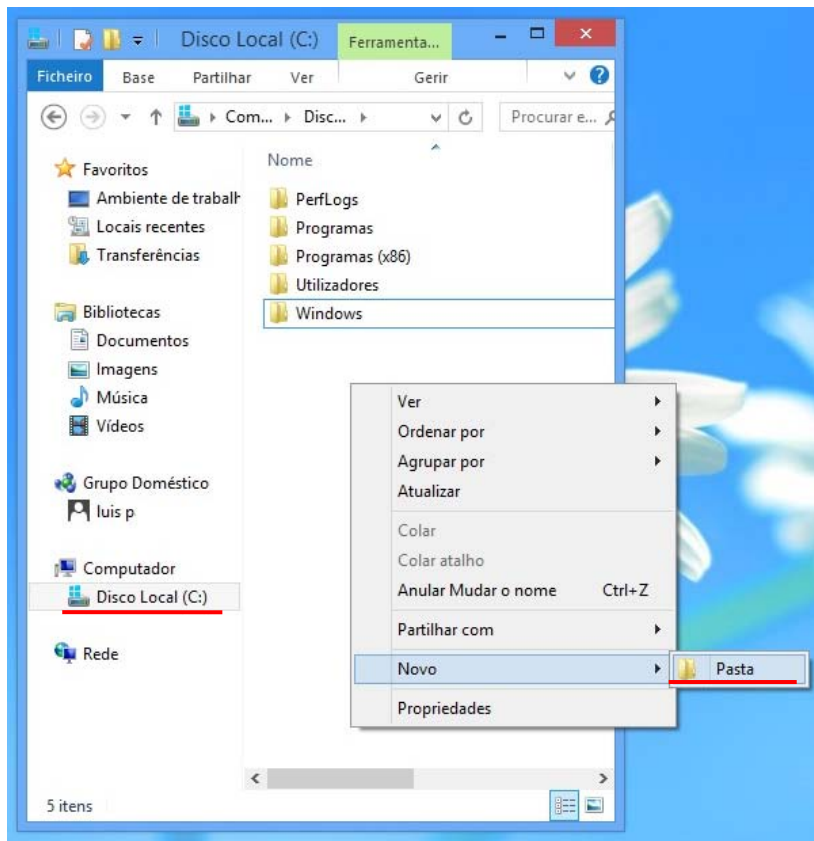 Disco Local (C:)
Ferramenta...
Ficheiro
Base
Partilhar
Ver
Gerir
Com...
Disc...
Procurar e...
Favoritos
Ambiente de trabalh
Locais recentes
Transferências
Bibliotecas
Documentos
Imagens
Música
Vídeos
Grupo Doméstico
luis p
Computador
Disco Local (C:)
Rede
Nome
PerfLogs
Programas
Programas (x86)
Utilizadores
Windows
Ver
Ordenar por
Agrupar por
Atualizar
Colar
Colar atalho
Anular Mudar o nome Ctrl+Z
Partilhar com
Novo
Pasta
Propriedades
5 itens